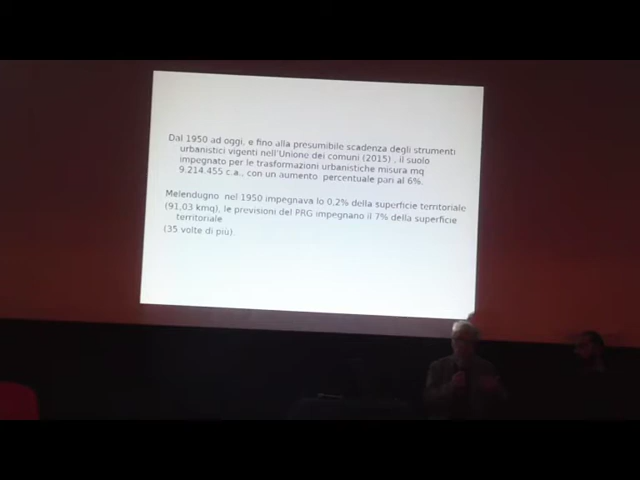 Dal 1950 ad oggi, e fino alla presumibile scadenza degli strumenti
urbanistici vigenti nell'Unione dei comuni (2015) , il suolo
impegnato per le trasformazioni urbanistiche misura mq
9.214.455 c.a., con un aumento percentuale pari al 6%.
Melendugno nel 1950 impegnava lo 0,2% della superficie territoriale
(91,03 kmq), le previsioni del PRG impegnano il 7% della superficie
territoriale
(35 volte di più).